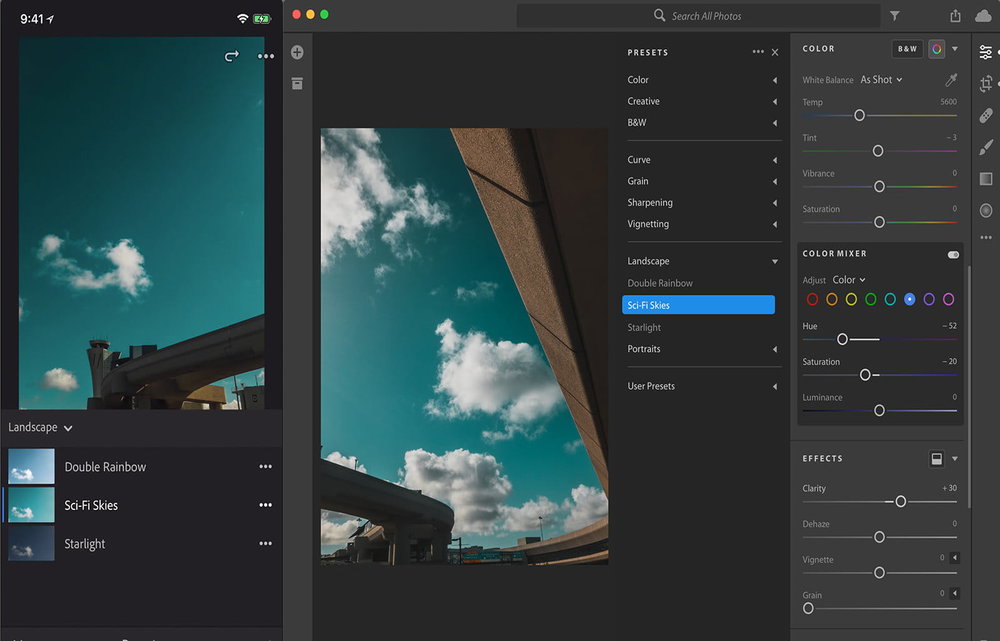 9:41
Landscape
Double Rainbow
Sci-Fi Skies
Starlight
Search All Photos
PRESETS
Color
Creative
B&W
Curve
Grain
Sharpening
Vignetting
Landscape
Double Rainbow
Sci-Fi Skies
Starlight
Portraits
User Presets
COLOR
B&W
White Balance As Shot
Temp 5600
Tint − 3
Vibrance 0
Saturation 0
COLOR MIXER
Adjust Color
Hue − 52
Saturation − 20
Luminance 0
EFFECTS
Clarity + 30
Dehaze 0
Vignette 0
Grain 0